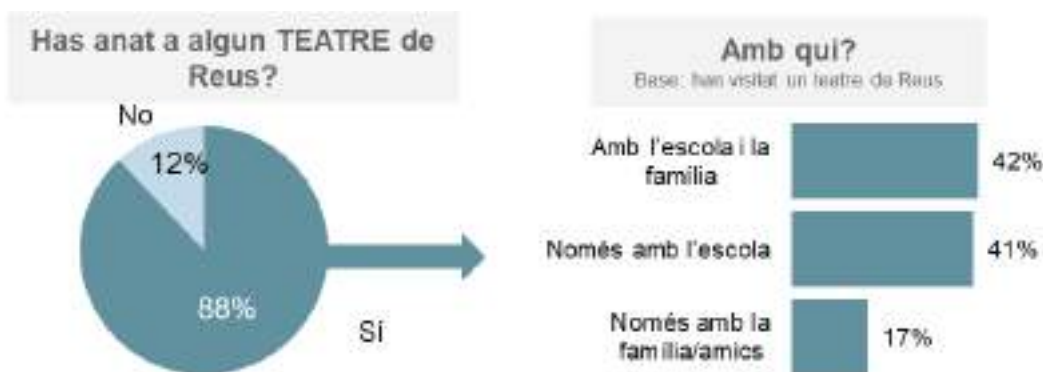 Has anat a algun TEATRE de
Reus?
No
12%
88%
Sí
Amb qui?
Base: han visitat un teatre de Reus
Amb l'escola i la
família
42%
Només amb l'escola
41%
Només amb la
família/amics
17%